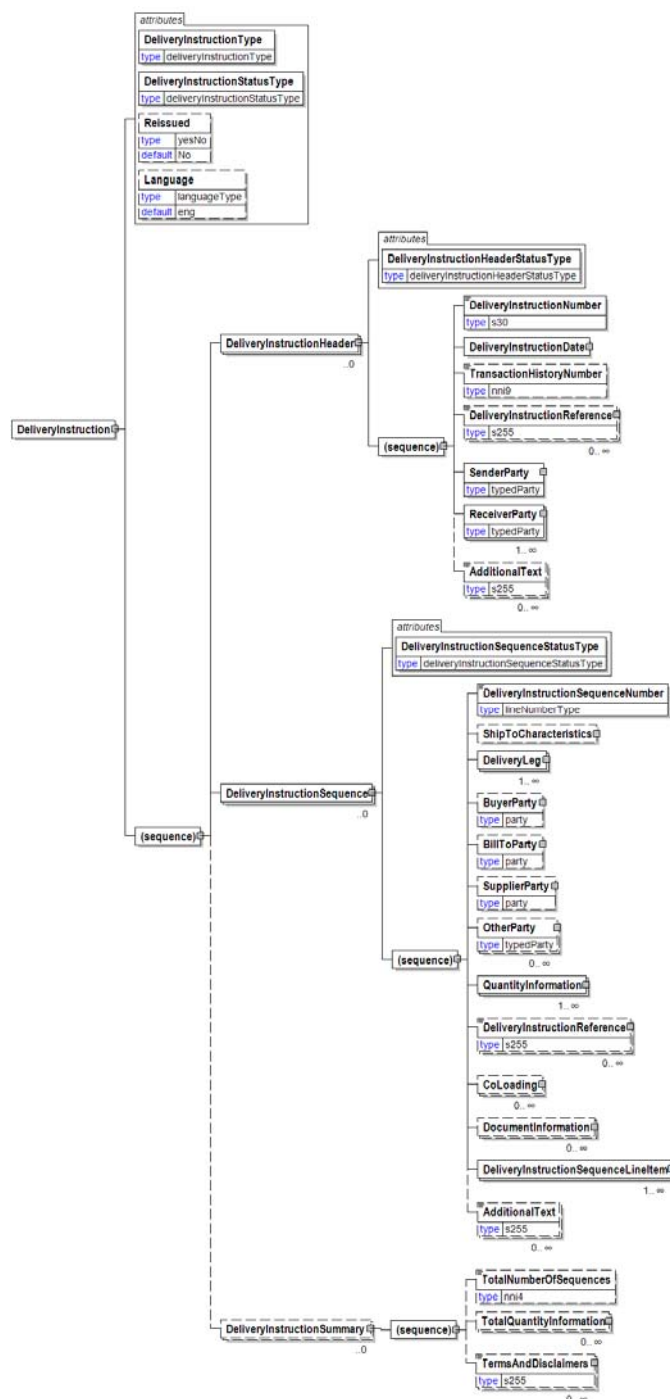 attributes
DeliveryInstructionType
type deliveryInstructionType
DeliveryInstructionStatusType
type deliveryInstructionStatusType
Reissued
type yesNo
default No
Language
type languageType
default eng
DeliveryInstruction
(sequence)
DeliveryInstructionHeader
..0
attributes
DeliveryInstructionHeaderStatusType
type deliveryInstructionHeaderStatusType
(sequence)
DeliveryInstructionNumber
type s30
DeliveryInstructionDate
TransactionHistoryNumber
type nni9
DeliveryInstructionReference
type s255
0.. ∞
SenderParty
type typedParty
ReceiverParty
type typedParty
1.. ∞
AdditionalText
type s255
0.. ∞
DeliveryInstructionSequence
..0
attributes
DeliveryInstructionSequenceStatusType
type deliveryInstructionSequenceStatusType
(sequence)
DeliveryInstructionSequenceNumber
type lineNumberType
ShipToCharacteristics
DeliveryLeg
1.. ∞
BuyerParty
type party
BillToParty
type party
SupplierParty
type party
OtherParty
type typedParty
0.. ∞
QuantityInformation
1.. ∞
DeliveryInstructionReference
type s255
0.. ∞
CoLoading
0.. ∞
DocumentInformation
0.. ∞
DeliveryInstructionSequenceLineItem
1.. ∞
AdditionalText
type s255
0.. ∞
DeliveryInstructionSummary
..0
(sequence)
TotalNumberOfSequences
type nni4
TotalQuantityInformation
0.. ∞
TermsAndDisclaimers
type s255
0.. ∞